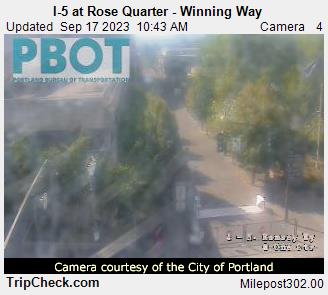 I-5 at Rose Quarter - Winning Way
Updated Sep 17 2023 10:43 AM Camera 4
PBOT
PORTLAND BUREAU OF TRANSPORTATION
Camera courtesy of the City of Portland
TripCheck.com Milepost302.00